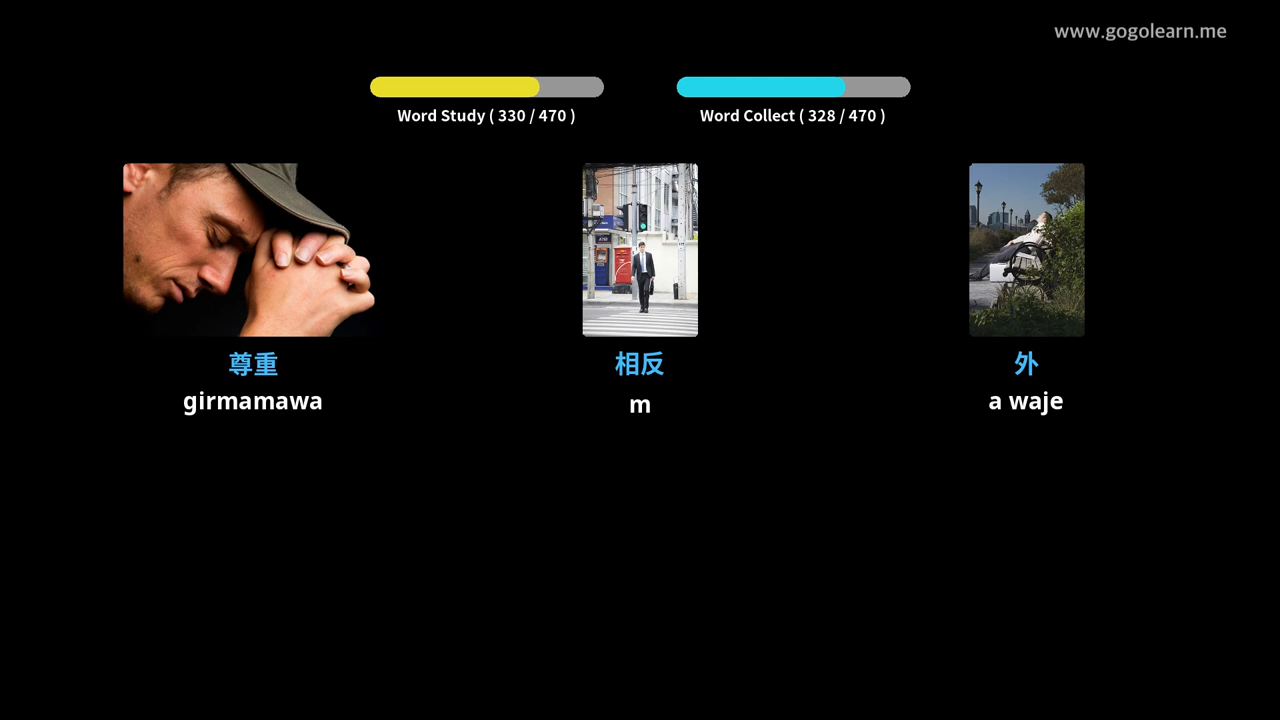 www.gogolearn.me
Word Study ( 330 / 470 )
Word Collect ( 328 / 470 )
尊重
相反
外
girmamawa
m
a waje